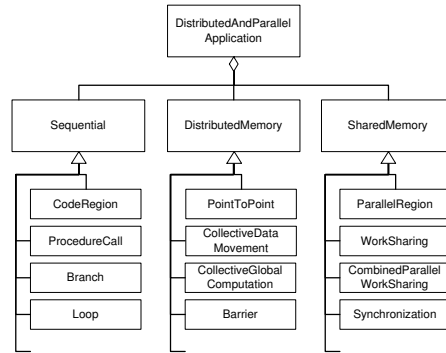 DistributedAndParallel
Application
Sequential
DistributedMemory
SharedMemory
CodeRegion
PointToPoint
ParallelRegion
ProcedureCall
CollectiveData
Movement
WorkSharing
Branch
CollectiveGlobal
Computation
CombinedParallel
WorkSharing
Loop
Barrier
Synchronization